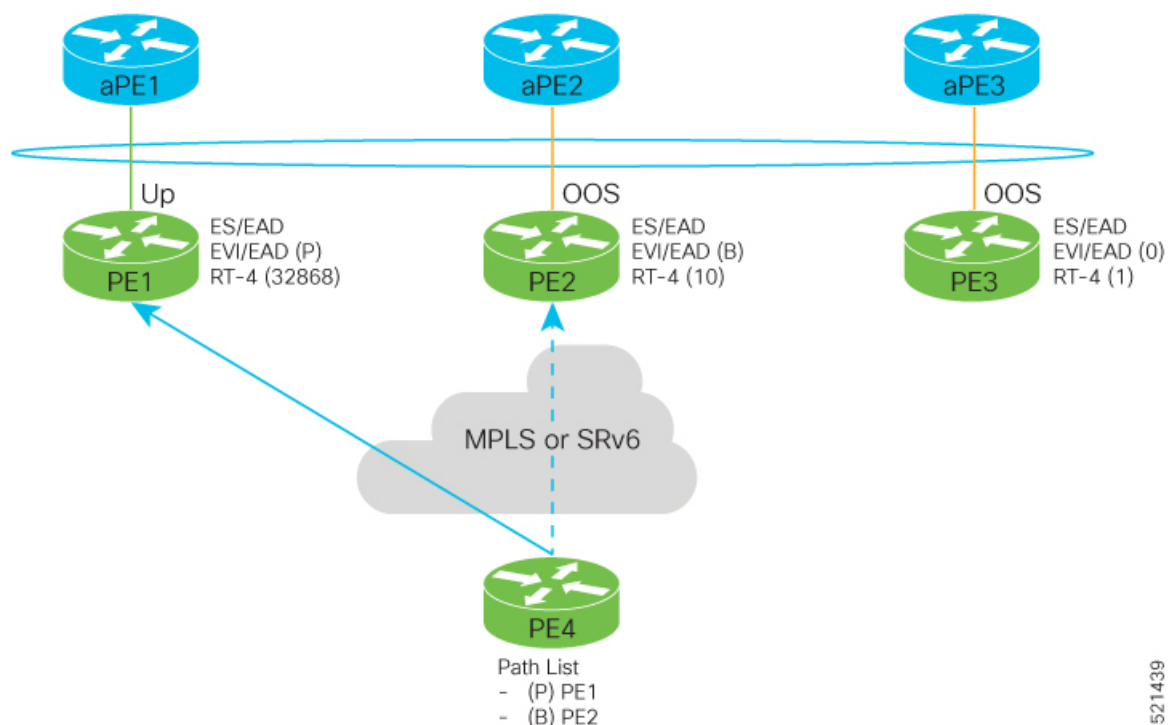 aPE1
aPE2
aPE3
Up
OOS
OOS
PE1
ES/EAD
EVI/EAD (P)
RT-4 (32868)
PE2
ES/EAD
EVI/EAD (B)
RT-4 (10)
PE3
ES/EAD
EVI/EAD (0)
RT-4 (1)
MPLS or SRv6
PE4
Path List
- (P) PE1
- (B) PE2
521439